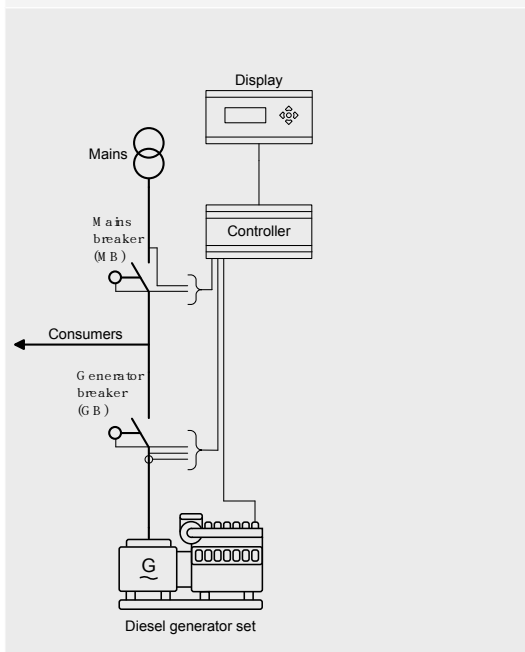 Display
Mains
Controller
Mains
breaker
(MB)
Consumers
Generator
breaker
(GB)
G
Diesel generator set